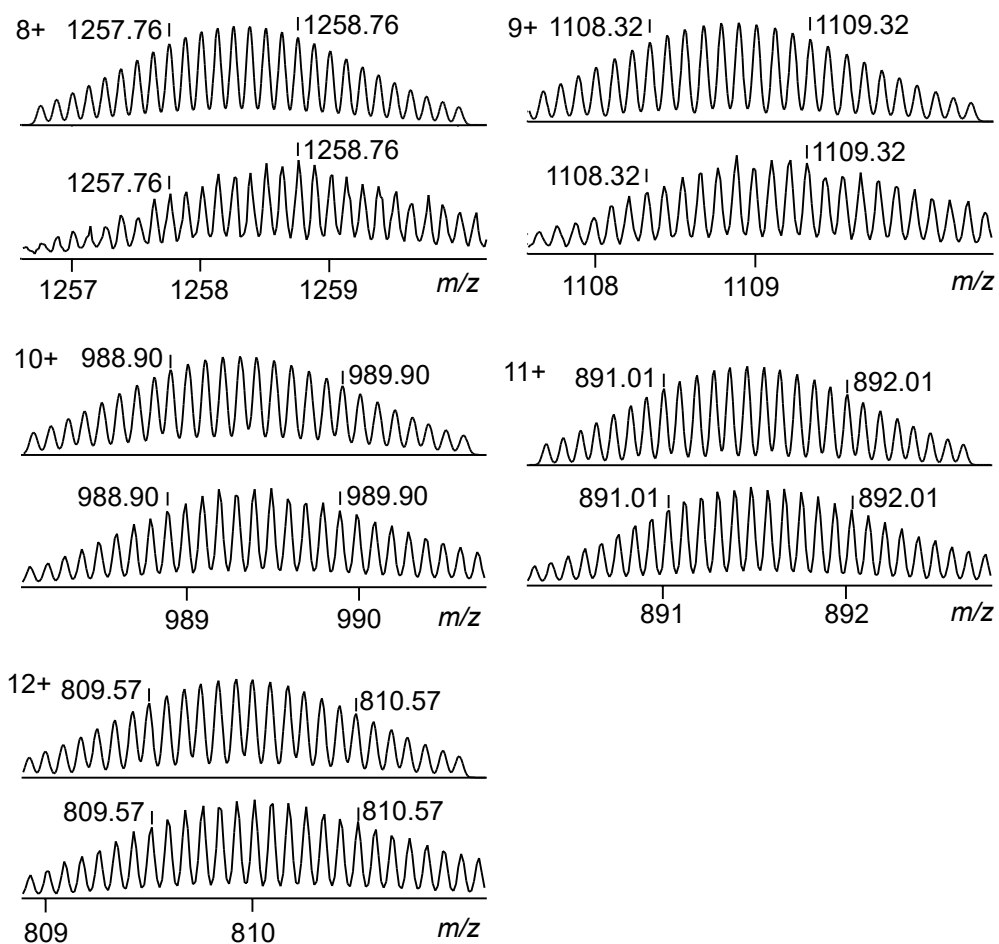 8+ 1257.76 1258.76
1257.76 1258.76
1257 1258 1259 m/z
9+ 1108.32 1109.32
1108.32 1109.32
1108 1109 m/z
10+ 988.90 989.90
988.90 989.90
989 990 m/z
11+ 891.01 892.01
891.01 892.01
891 892 m/z
12+ 809.57 810.57
809.57 810.57
809 810 m/z